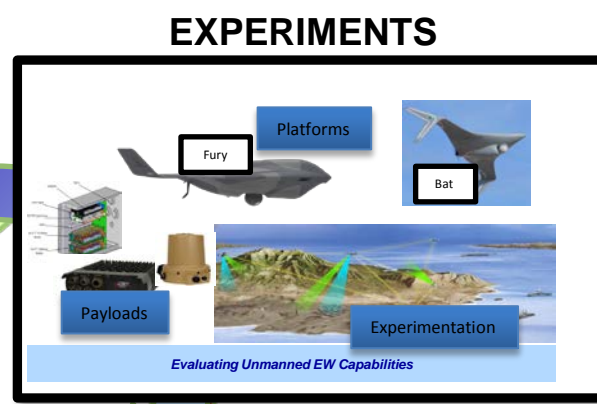 EXPERIMENTS
Platforms
Fury
Bat
Payloads
Experimentation
Evaluating Unmanned EW Capabilities